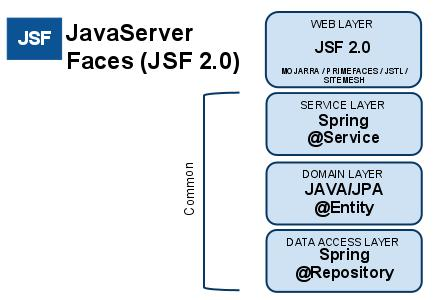 JSF
JavaServer
Faces (JSF 2.0)
WEB LAYER
JSF 2.0
MOJARRA / PRIMEFACES / JSTL /
SITEMESH
Common
SERVICE LAYER
Spring
@Service
DOMAIN LAYER
JAVA/JPA
@Entity
DATA ACCESS LAYER
Spring
@Repository